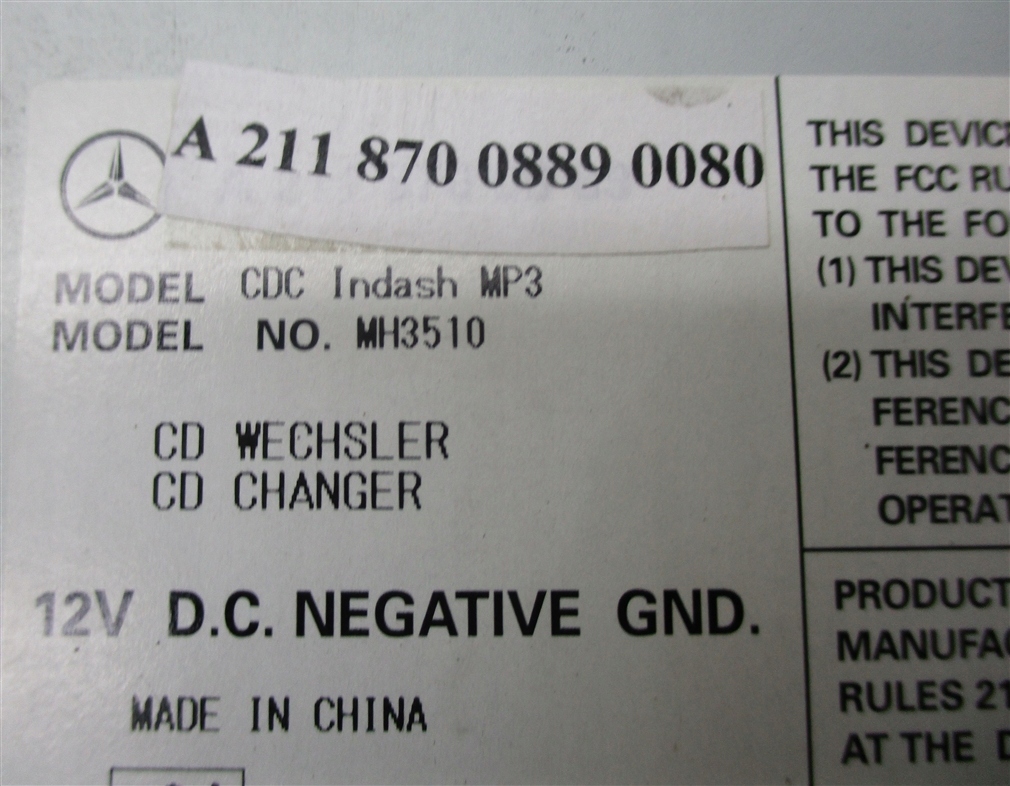 A 211 870 0889 0080
MODEL CDC Indash MP3
MODEL NO. MH3510
CD WECHSLER
CD CHANGER
12V D.C. NEGATIVE GND.
MADE IN CHINA
THIS DEVICE
THE FCC RU
TO THE FO
(1) THIS DEV
INTERFE
(2) THIS DE
FERENC
FERENC
OPERAT
PRODUCT
MANUFAC
RULES 21
AT THE D